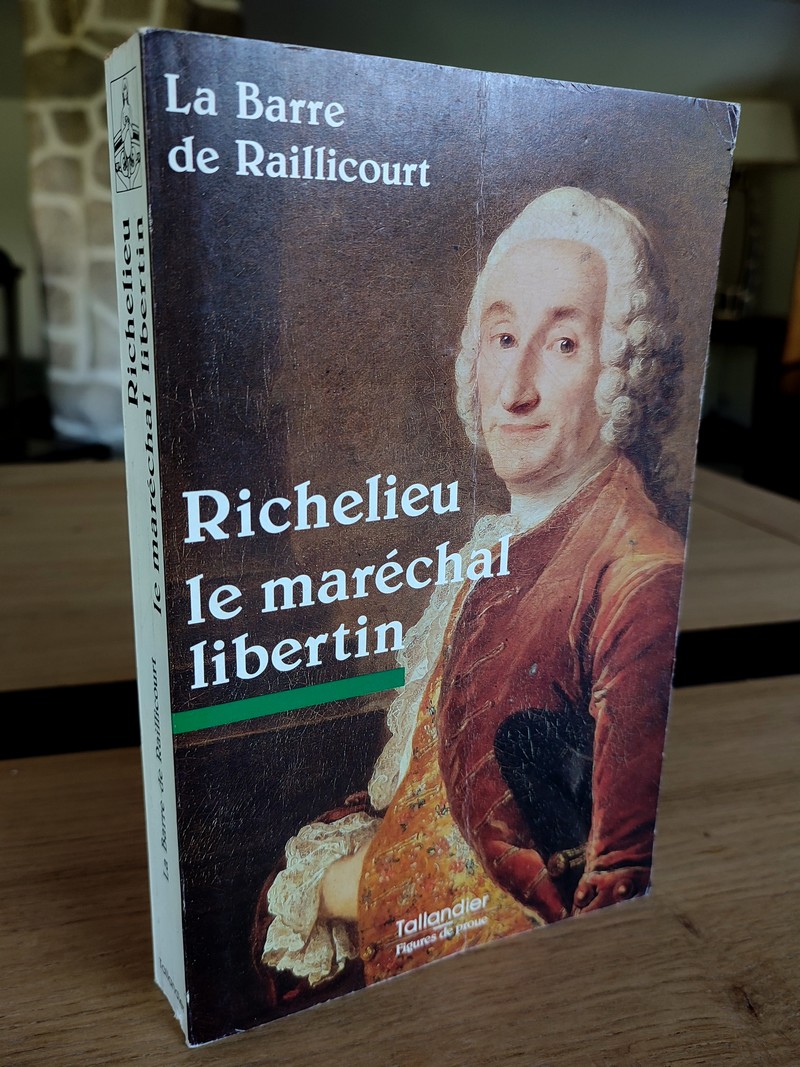 La Barre
de Raillicourt
Richelieu
le maréchal
libertin
Tallandier
Figures de proue
Richelieu
le maréchal libertin
La Barre de Raillicourt
Tallandier